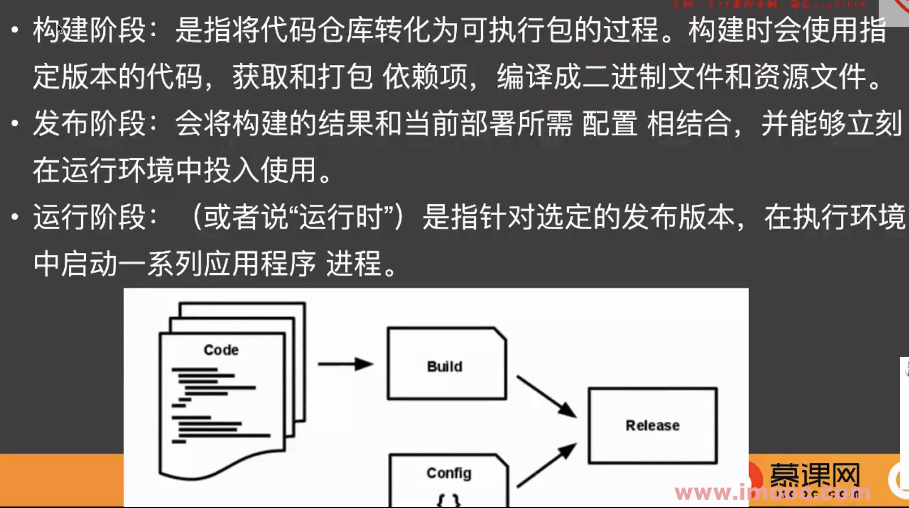 • 构建阶段：是指将代码仓库转化为可执行包的过程。构建时会使用指
定版本的代码，获取和打包 依赖项，编译成二进制文件和资源文件。
• 发布阶段：会将构建的结果和当前部署所需 配置 相结合，并能够立刻
在运行环境中投入使用。
• 运行阶段：（或者说“运行时”）是指针对选定的发布版本，在执行环境
中启动一系列应用程序 进程。
Code
Build
Release
Config
{ }
慕课网